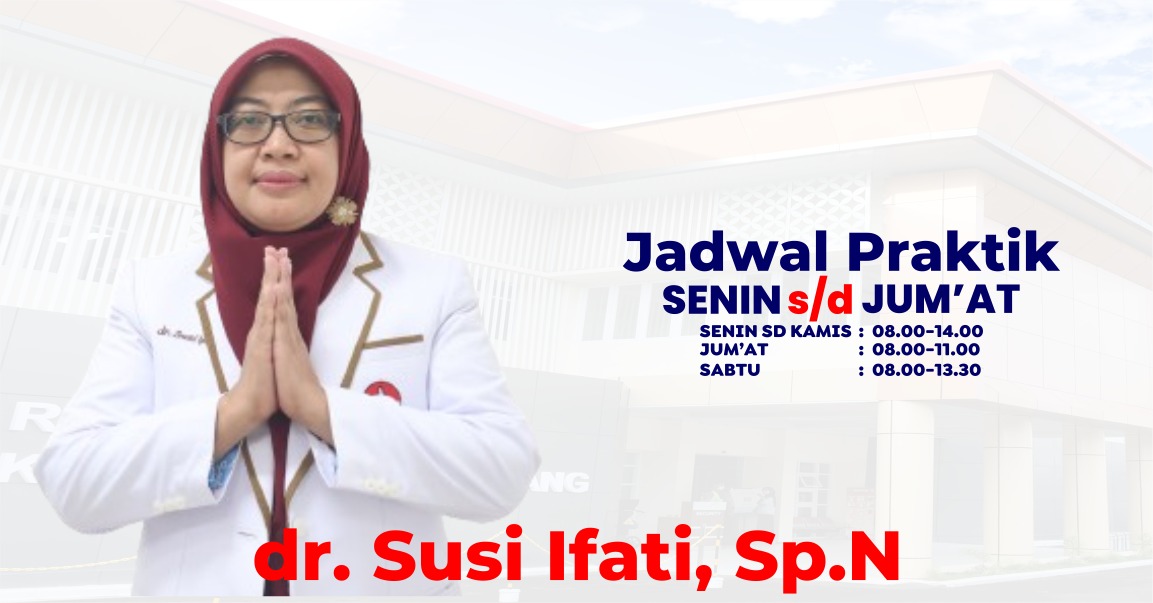 Jadwal Praktik
SENIN s/d JUM’AT
SENIN SD KAMIS : 08.00-14.00
JUM’AT : 08.00-11.00
SABTU : 08.00-13.30
dr. Susi Ifati, Sp.N